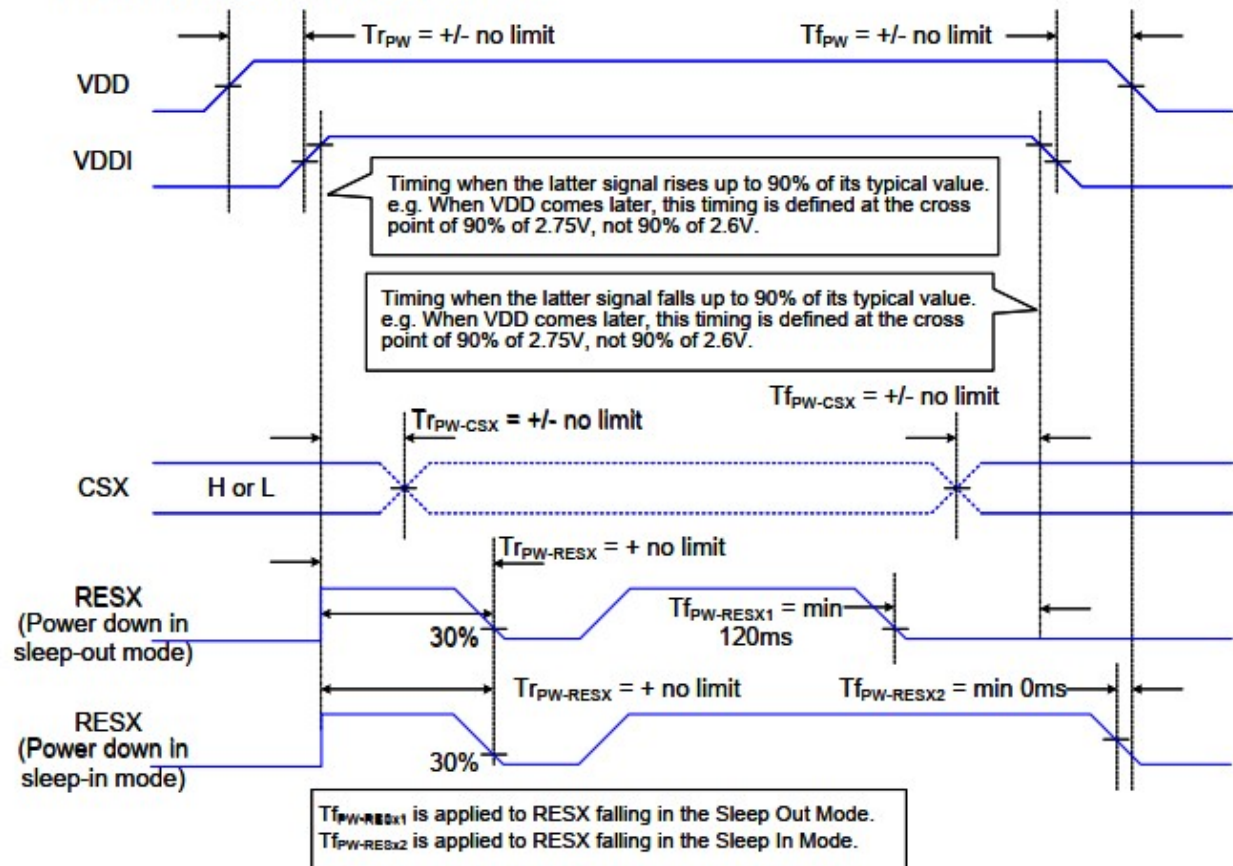 TrPW = +/- no limit
TfPW = +/- no limit
VDD
VDDI
Timing when the latter signal rises up to 90% of its typical value.
e.g. When VDD comes later, this timing is defined at the cross
point of 90% of 2.75V, not 90% of 2.6V.
Timing when the latter signal falls up to 90% of its typical value.
e.g. When VDD comes later, this timing is defined at the cross
point of 90% of 2.75V, not 90% of 2.6V.
TfPW-CSX = +/- no limit
TrPW-CSX = +/- no limit
CSX
H or L
TrPW-RESX = + no limit
RESX
(Power down in
sleep-out mode)
30%
TfPW-RESX1 = min
120ms
TrPW-RESX = + no limit
TfPW-RESX2 = min 0ms
RESX
(Power down in
sleep-in mode)
30%
TfPW-RESx1 is applied to RESX falling in the Sleep Out Mode.
TfPW-RESx2 is applied to RESX falling in the Sleep In Mode.